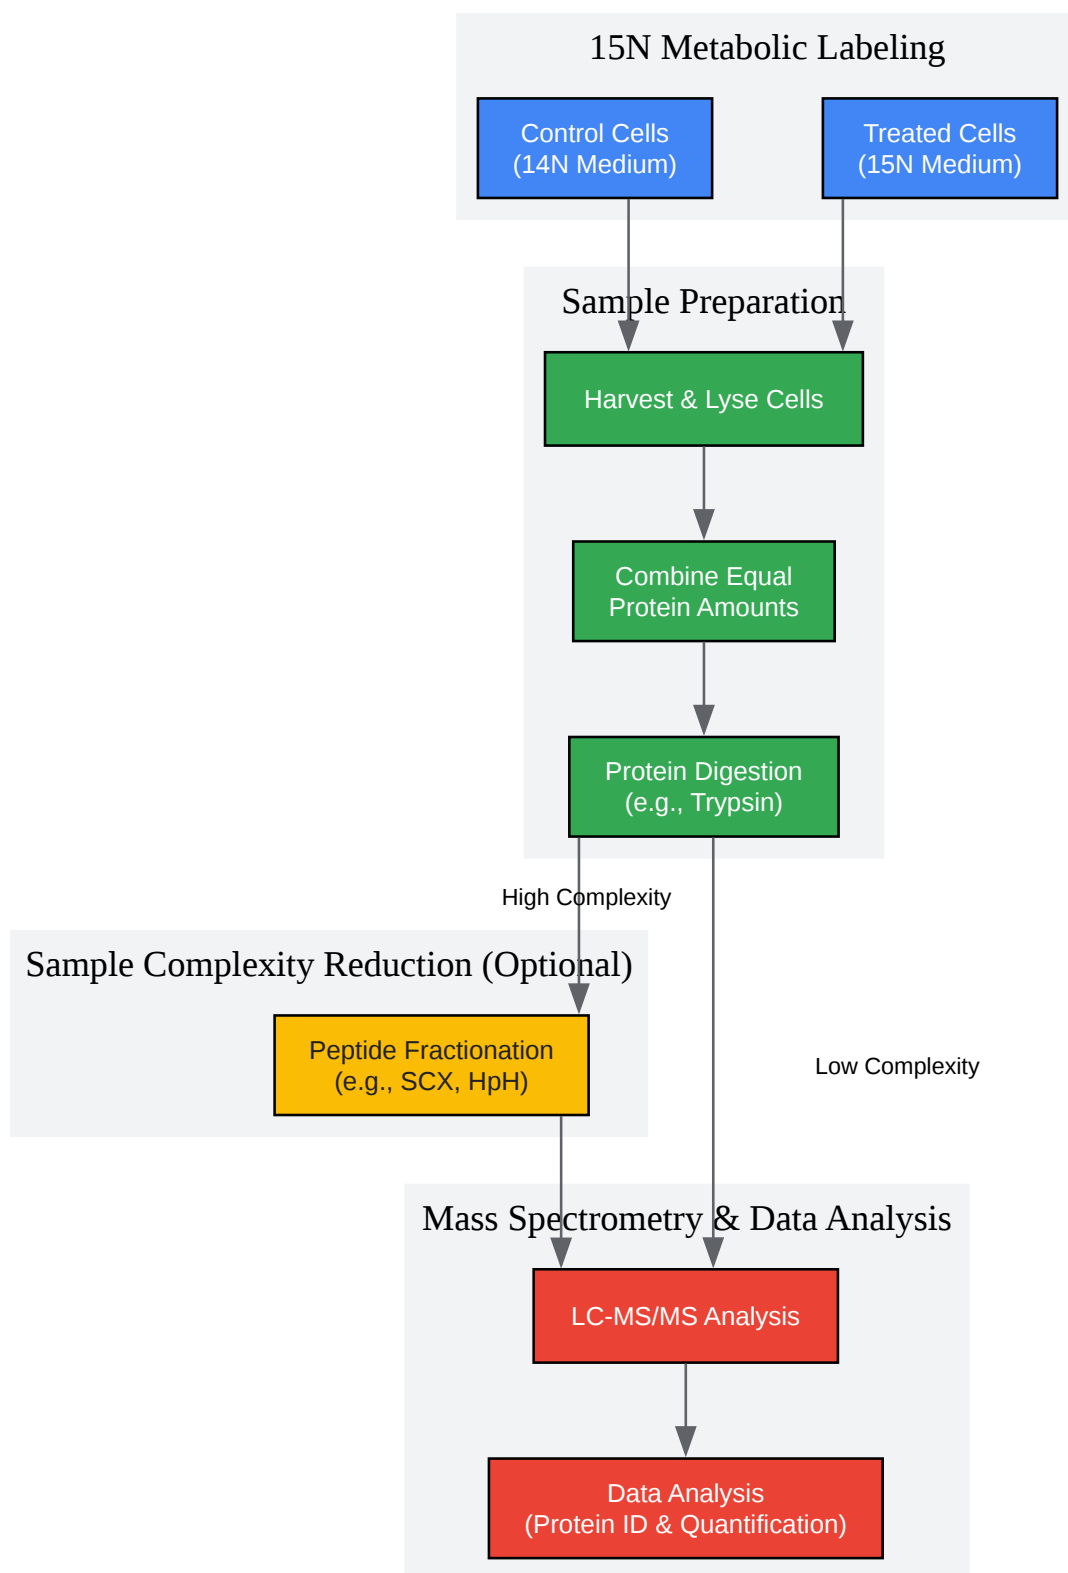 15N Metabolic Labeling
Control Cells
(14N Medium)
Treated Cells
(15N Medium)
Sample Preparation
Harvest & Lyse Cells
Combine Equal
Protein Amounts
Protein Digestion
(e.g., Trypsin)
High Complexity
Sample Complexity Reduction (Optional)
Peptide Fractionation
(e.g., SCX, HpH)
Low Complexity
Mass Spectrometry & Data Analysis
LC-MS/MS Analysis
Data Analysis
(Protein ID & Quantification)